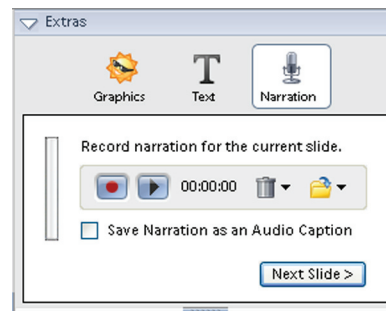 Extras
Graphics Text Narration
Record narration for the current slide.
00:00:00
Save Narration as an Audio Caption
Next Slide >